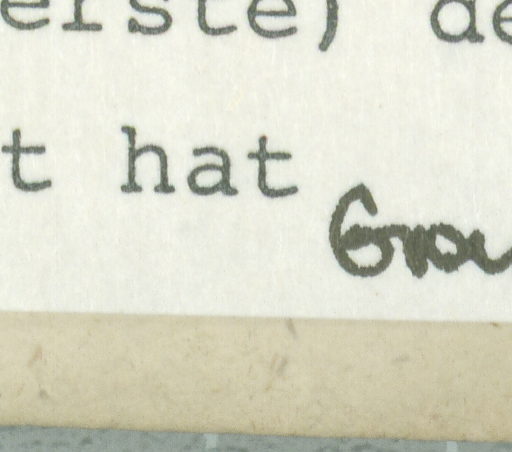 erste) de
t hat